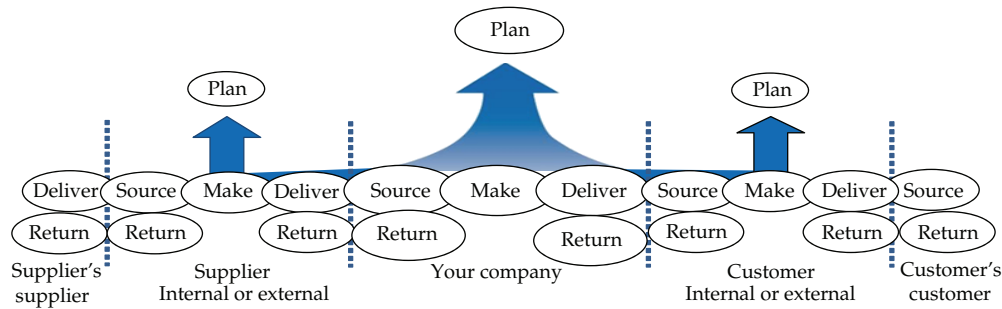 Plan
Plan
Plan
Deliver Source Make Deliver Source Make Deliver Source Make Deliver Source
Return Return Return Return Return Return Return Return
Supplier's Supplier Your company Customer Customer's
supplier Internal or external Internal or external customer